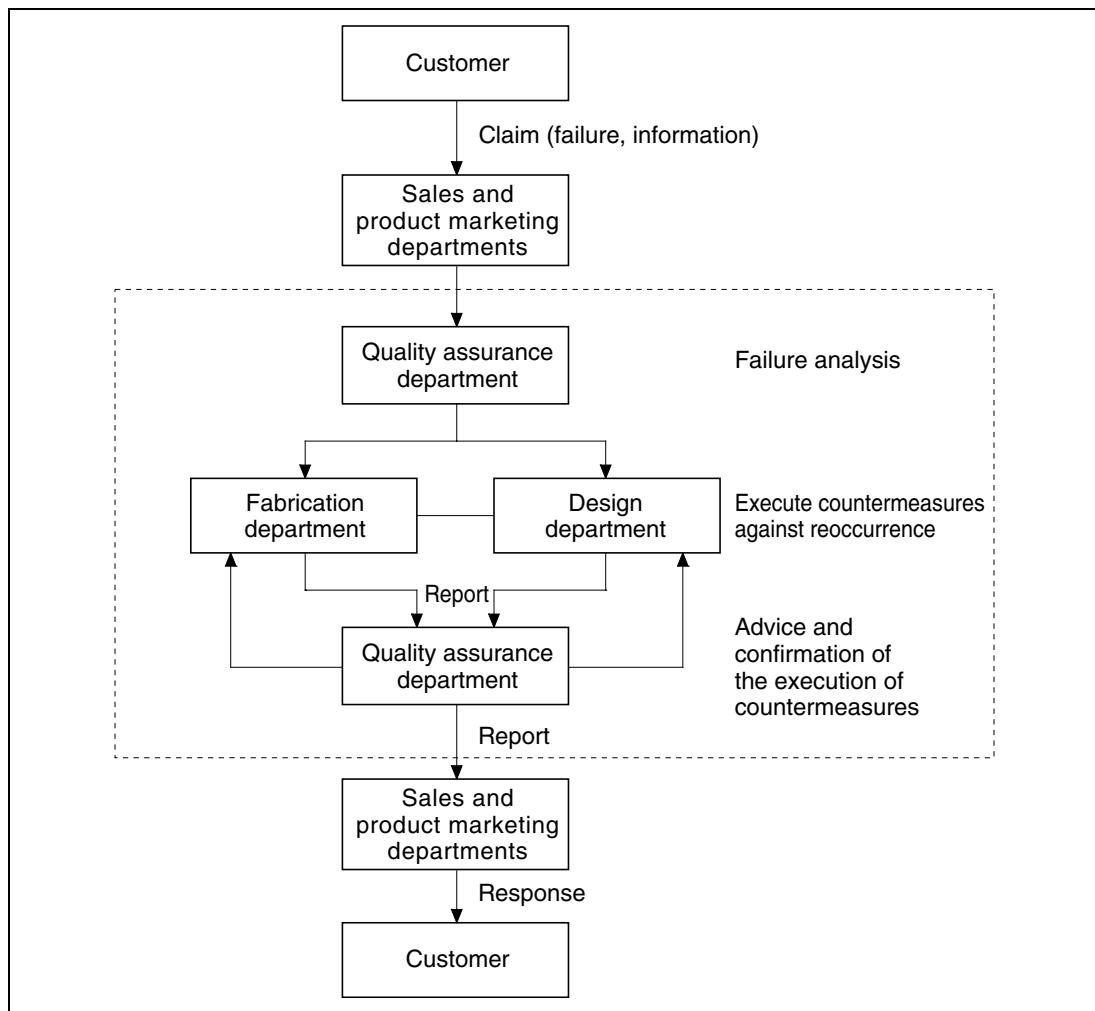 Customer
Claim (failure, information)
Sales and
product marketing
departments
Quality assurance
department
Failure analysis
Fabrication
department
Design
department
Execute countermeasures
against reoccurrence
Report
Quality assurance
department
Advice and
confirmation of
the execution of
countermeasures
Report
Sales and
product marketing
departments
Response
Customer